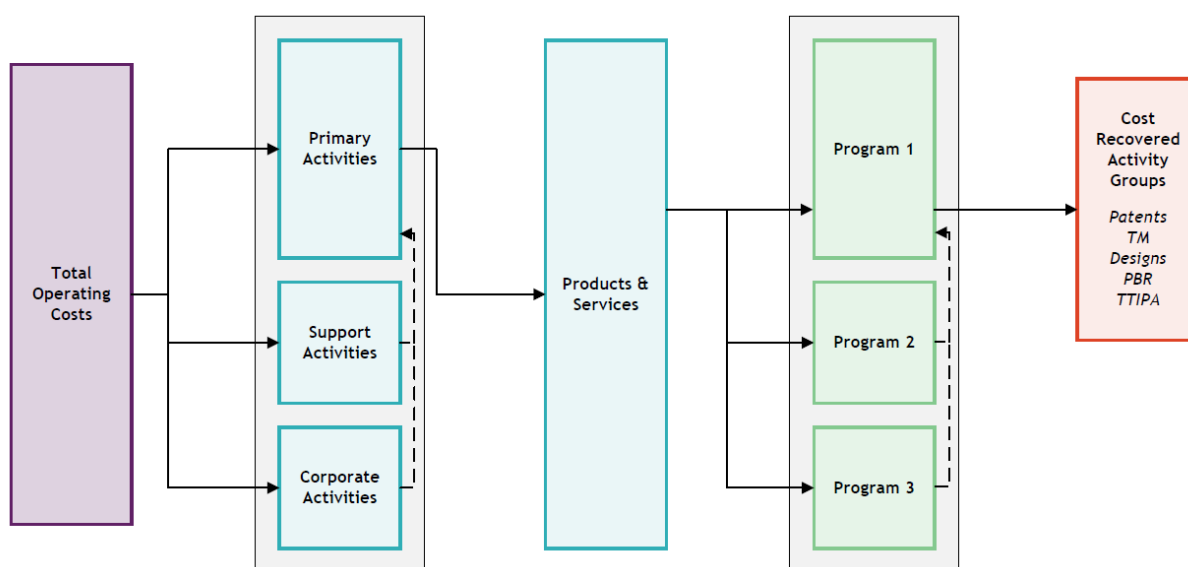 Total
Operating
Costs
Primary
Activities
Support
Activities
Corporate
Activities
Products &
Services
Program 1
Program 2
Program 3
Cost
Recovered
Activity
Groups
Patents
TM
Designs
PBR
TTIPA